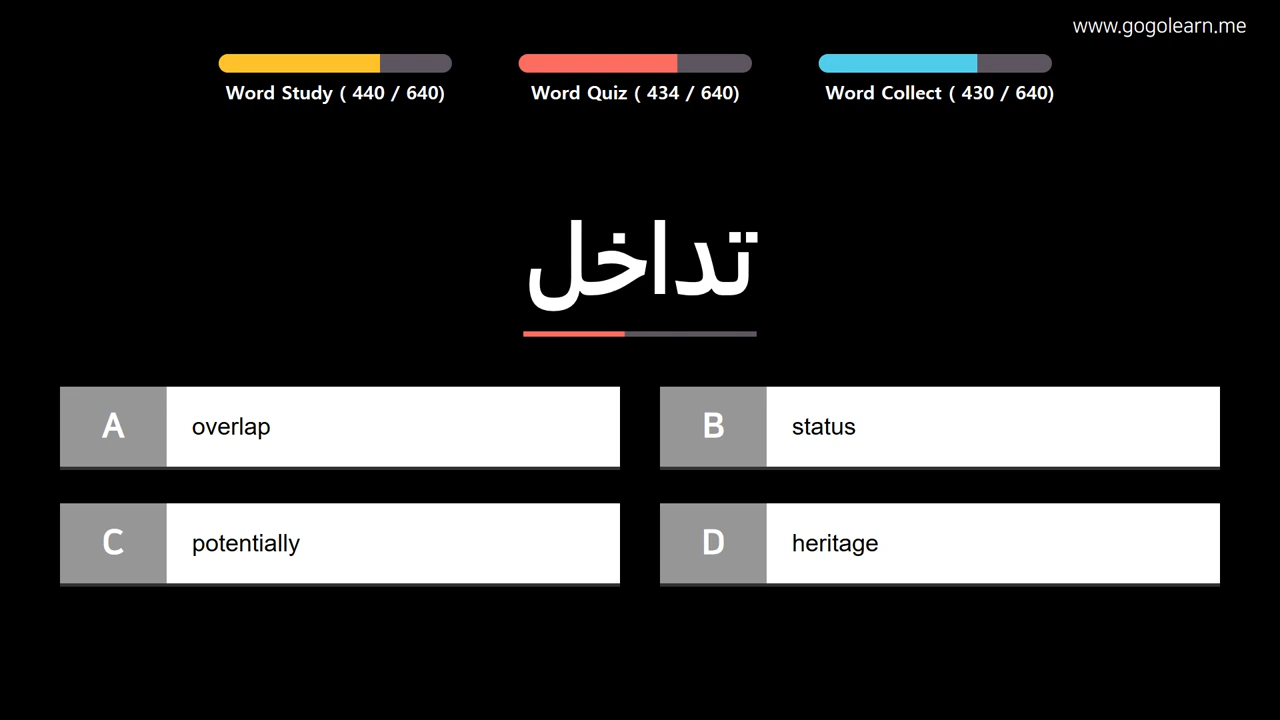 www.gogolearn.me
Word Study ( 440 / 640)
Word Quiz ( 434 / 640)
Word Collect ( 430 / 640)
تداخل
A
overlap
B
status
C
potentially
D
heritage